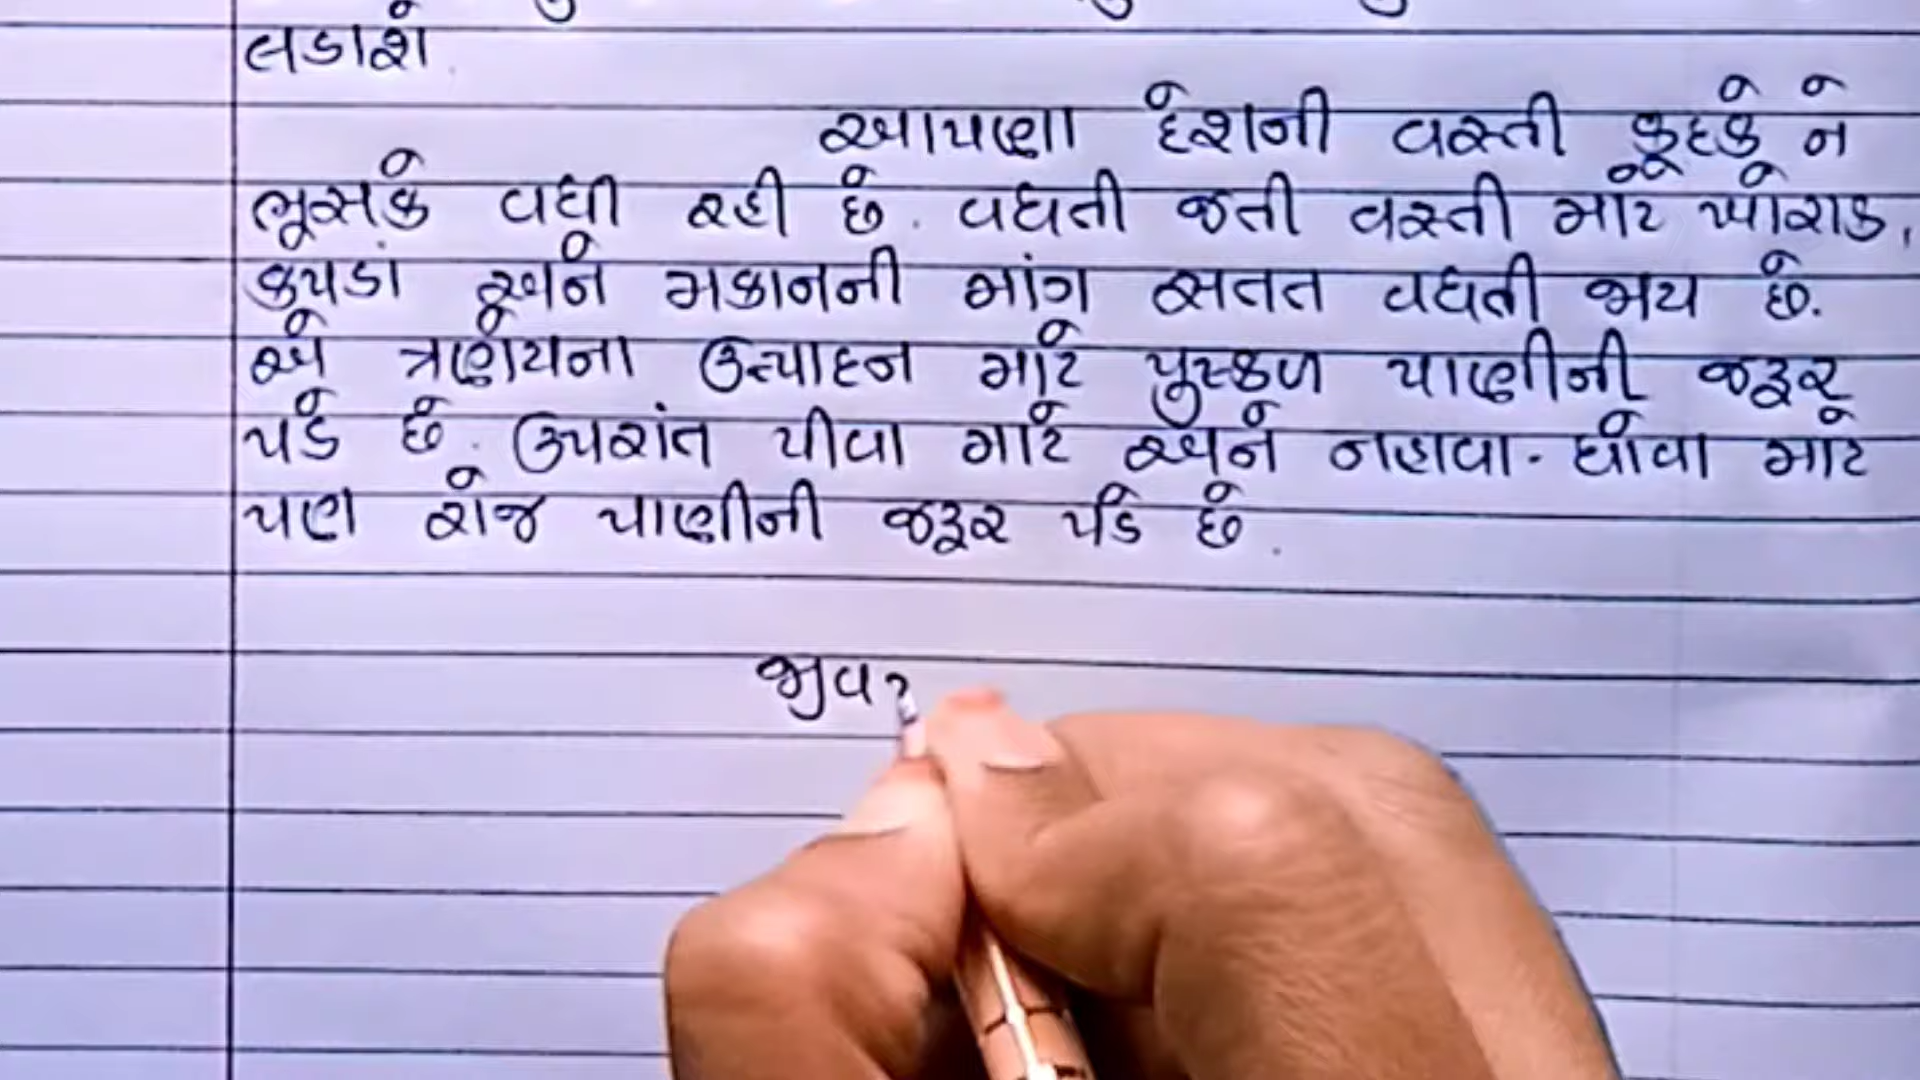 લડાશે.
આપણા દેશની વસ્તી કૂદકે ને
ભૂસકે વધી રહી છે. વધતી જતી વસ્તી માટે ખોરાક,
કપડાં અને મકાનની માંગ સતત વધતી જાય છે.
એ ત્રણેયના ઉત્પાદન માટે પુષ્કળ પાણીની જરૂર
પડે છે. ઉપરાંત પીવા માટે અને નહાવા-ધોવા માટે
પણ રોજ પાણીની જરૂર પડે છે.